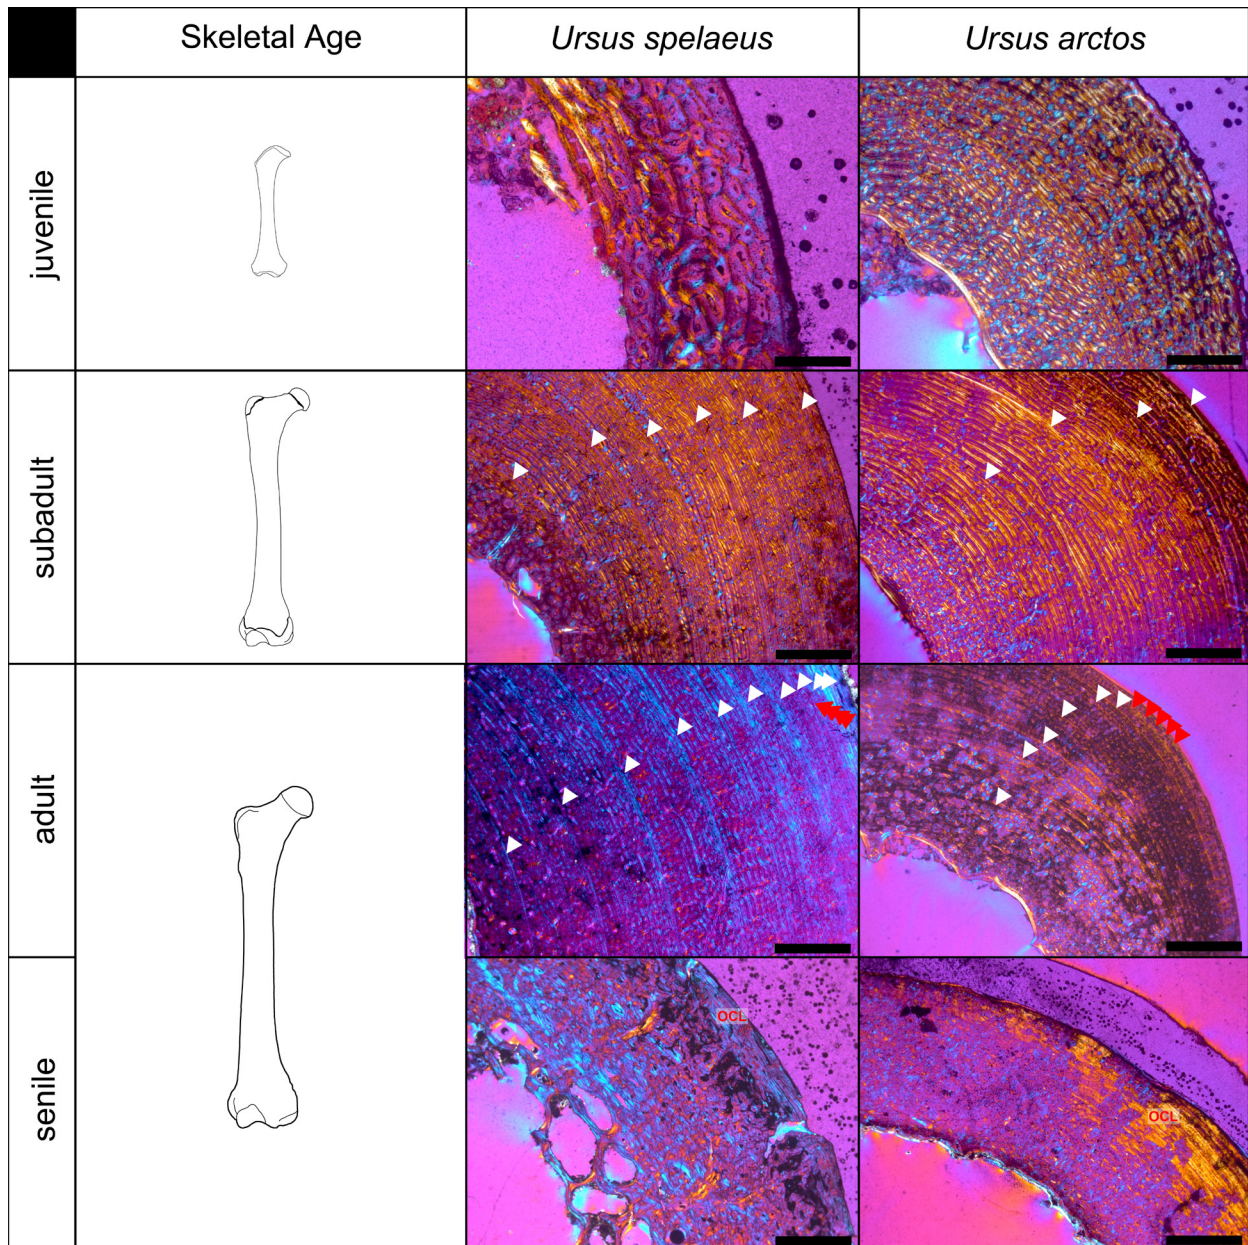 Skeletal Age
Ursus spelaeus
Ursus arctos
juvenile
subadult
adult
senile
OCL
OCL